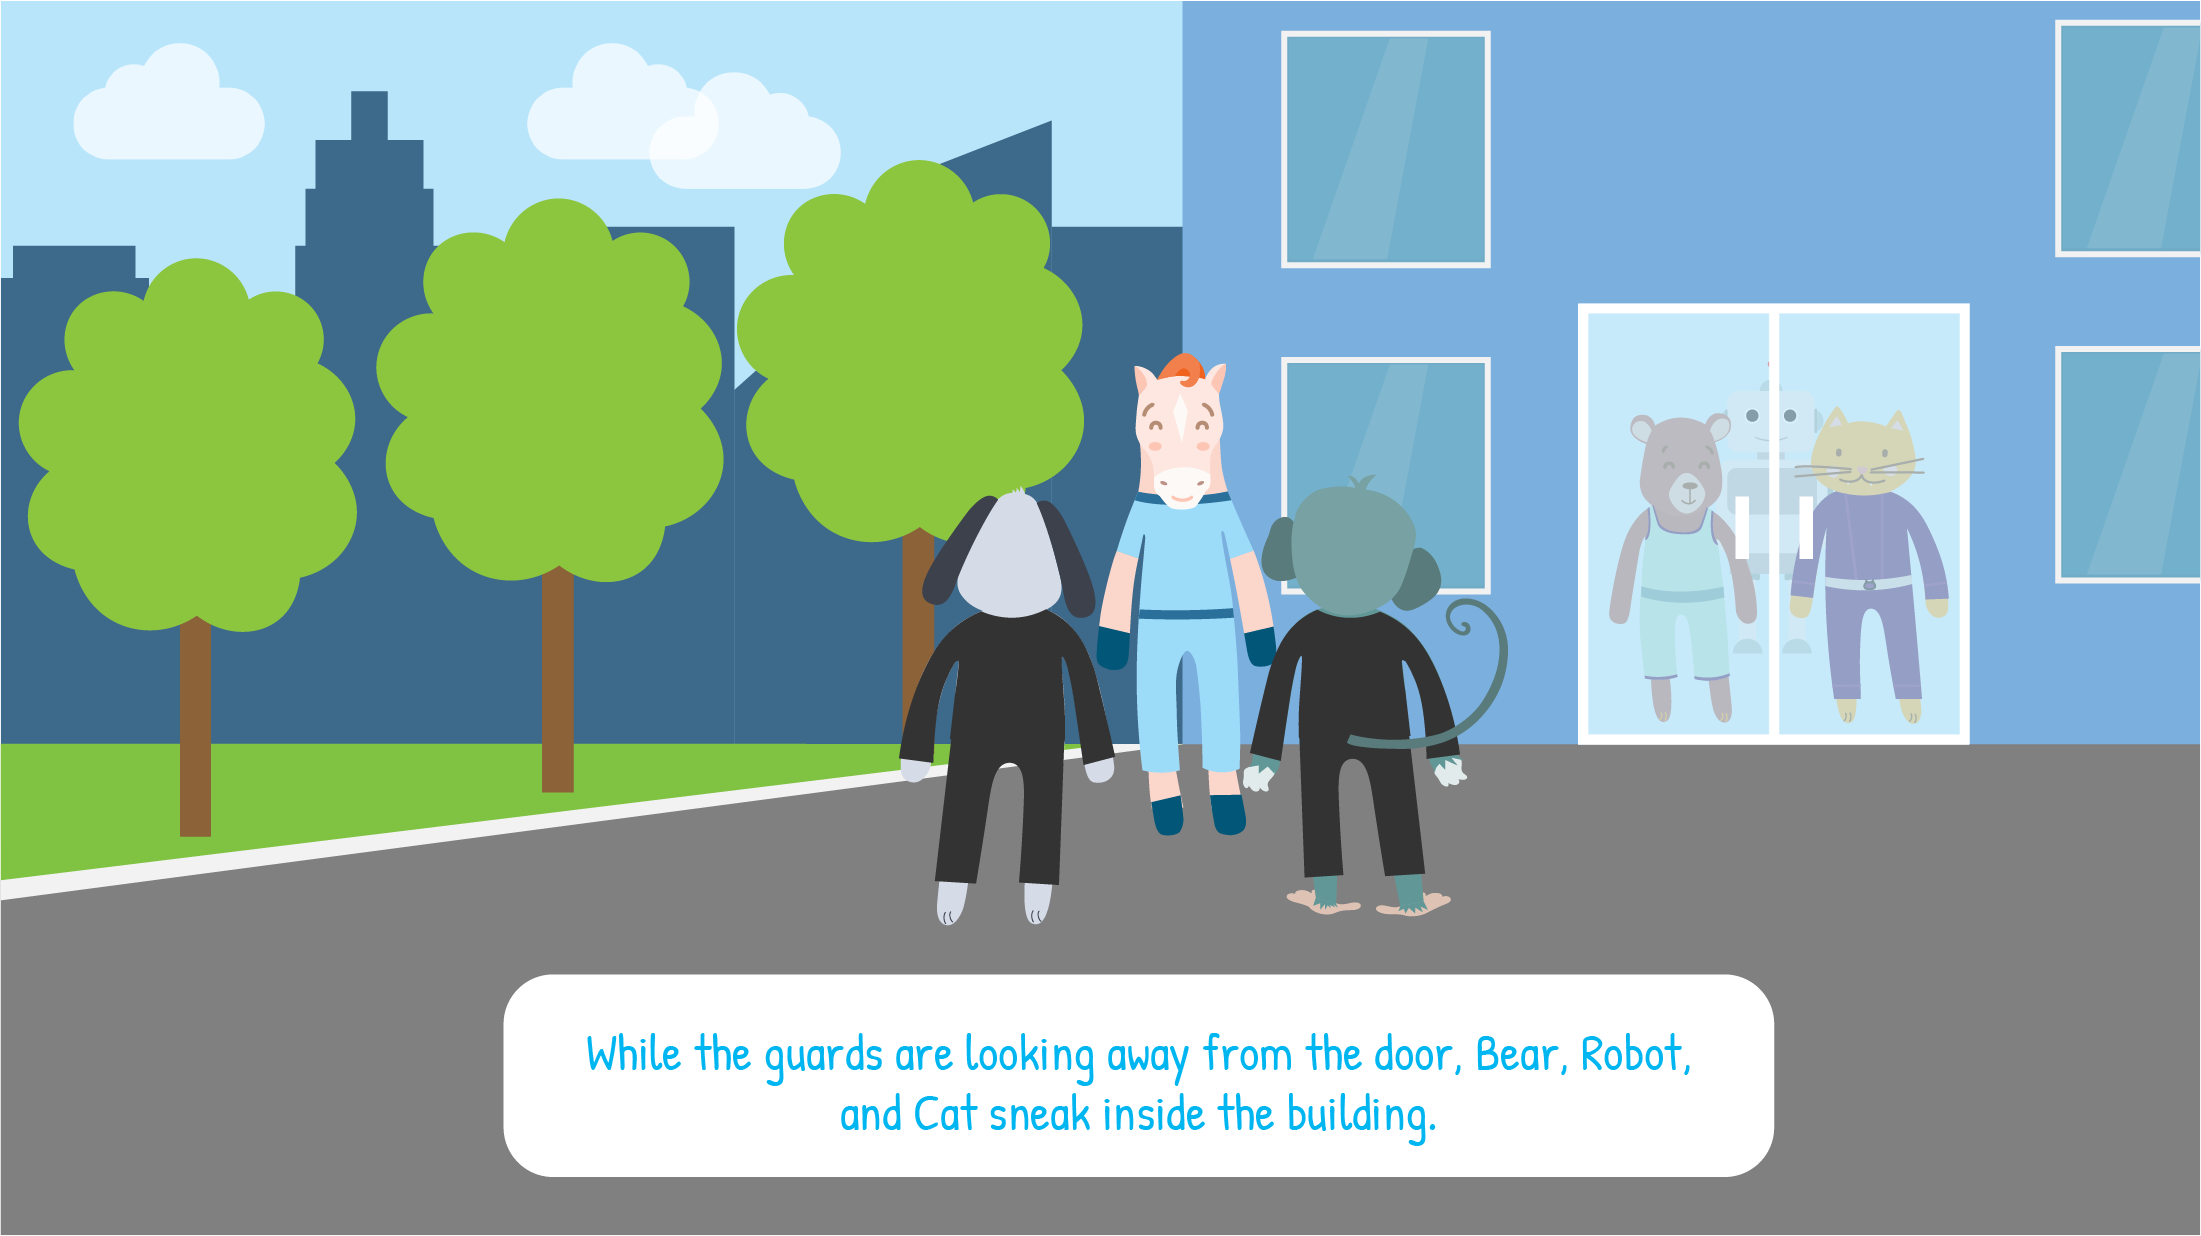 While the guards are looking away from the door, Bear, Robot,
and Cat sneak inside the building.